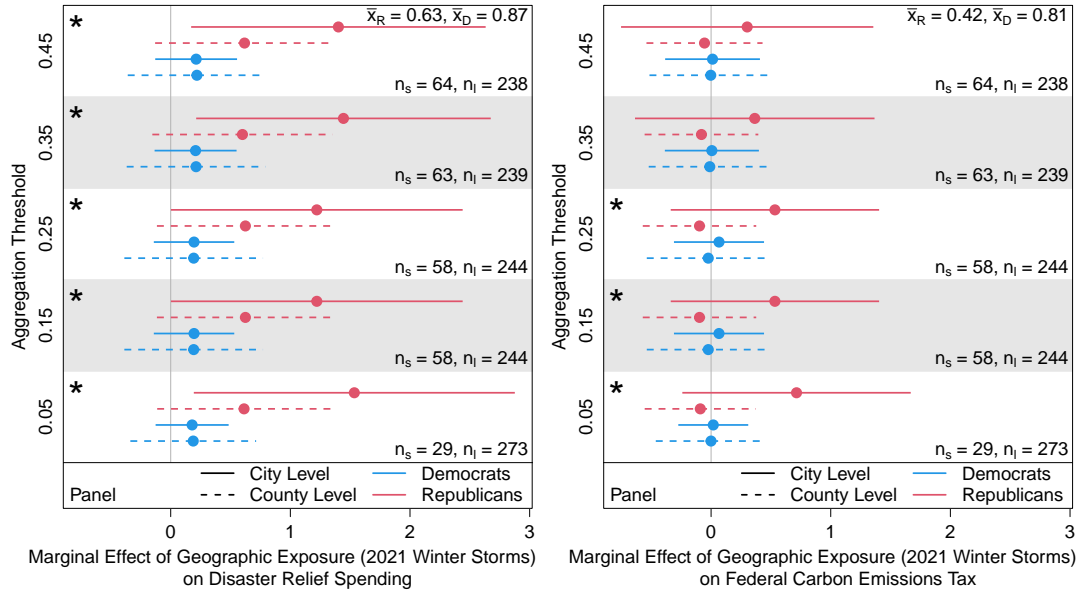 Aggregation Threshold
*
x̄R = 0.63, x̄D = 0.87
0.45
ns = 64, nl = 238
*
0.35
ns = 63, nl = 239
*
0.25
ns = 58, nl = 244
*
0.15
ns = 58, nl = 244
*
0.05
ns = 29, nl = 273
Panel
City Level
County Level
Democrats
Republicans
0 1 2 3
Marginal Effect of Geographic Exposure (2021 Winter Storms)
on Disaster Relief Spending
Aggregation Threshold
x̄R = 0.42, x̄D = 0.81
0.45
ns = 64, nl = 238
0.35
ns = 63, nl = 239
*
0.25
ns = 58, nl = 244
*
0.15
ns = 58, nl = 244
*
0.05
ns = 29, nl = 273
Panel
City Level
County Level
Democrats
Republicans
0 1 2 3
Marginal Effect of Geographic Exposure (2021 Winter Storms)
on Federal Carbon Emissions Tax